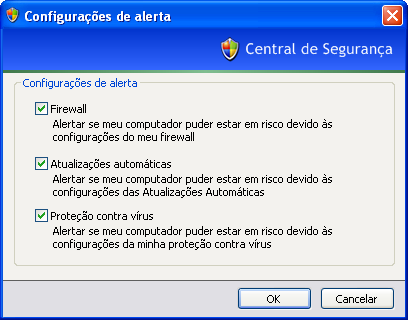 Configurações de alerta
Central de Segurança
Configurações de alerta
Firewall
Alertar se meu computador puder estar em risco devido às
configurações do meu firewall
Atualizações automáticas
Alertar se meu computador puder estar em risco devido às
configurações das Atualizações Automáticas
Proteção contra vírus
Alertar se meu computador puder estar em risco devido às
configurações da minha proteção contra vírus
OK
Cancelar